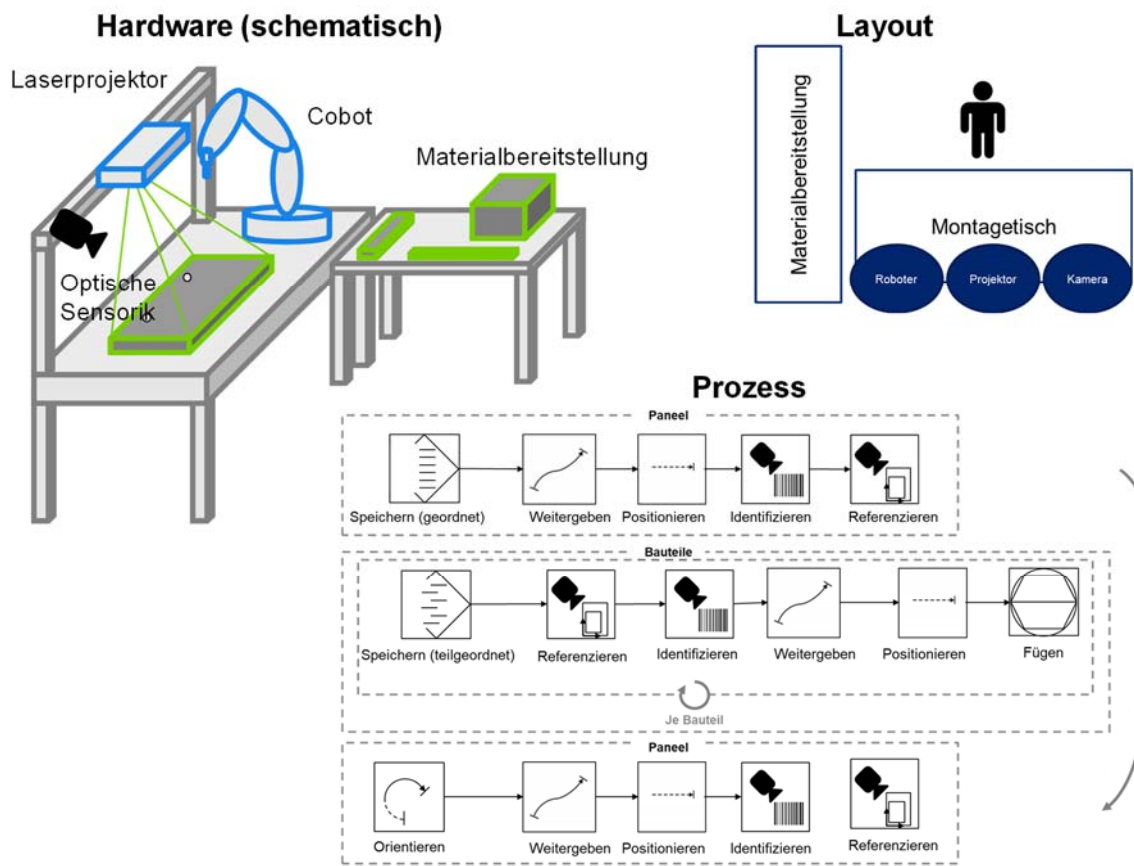 Hardware (schematisch)
Laserprojektor
Cobot
Materialbereitstellung
Optische
Sensorik
Layout
Materialbereitstellung
Montagetisch
Roboter
Projektor
Kamera
Prozess
Paneel
Speichern (geordnet)
Weitergeben
Positionieren
Identifizieren
Referenzieren
Bauteile
Speichern (teilgeordnet)
Referenzieren
Identifizieren
Weitergeben
Positionieren
Fügen
Je Bauteil
Paneel
Orientieren
Weitergeben
Positionieren
Identifizieren
Referenzieren